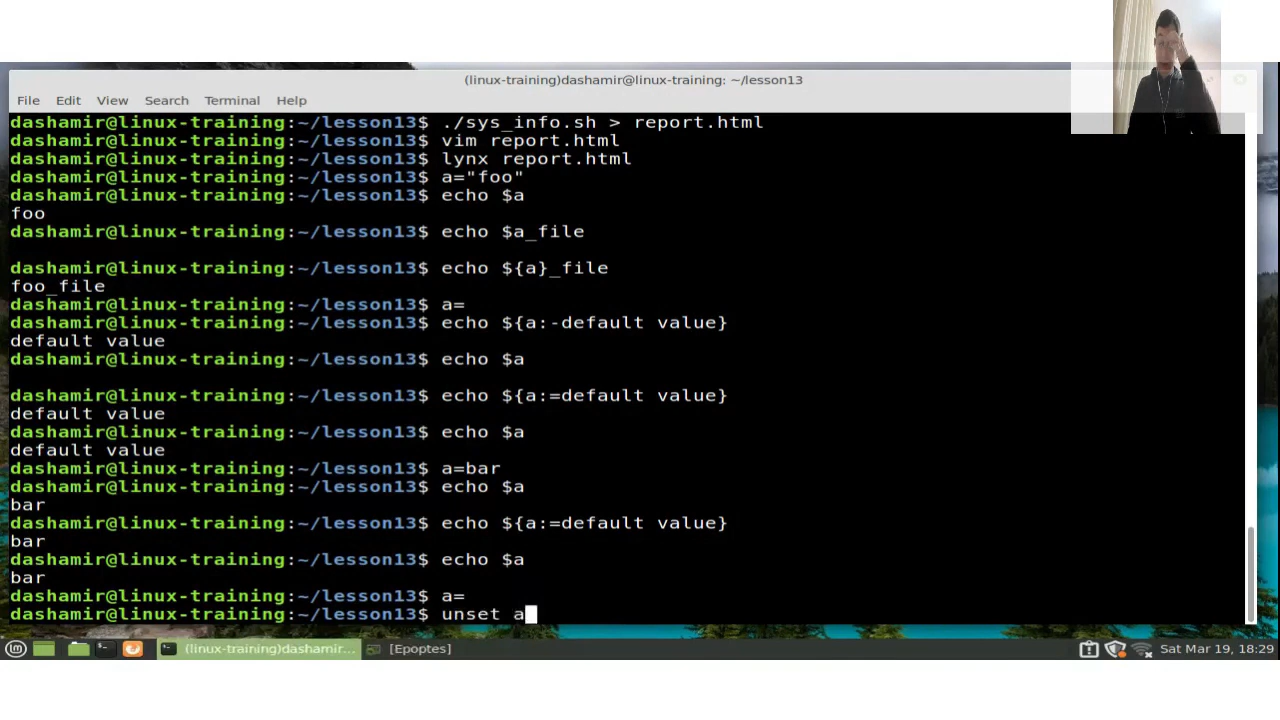 (linux-training)dashamir@linux-training: ~/lesson13
File Edit View Search Terminal Help
dashamir@linux-training:~/lesson13$ ./sys_info.sh > report.html
dashamir@linux-training:~/lesson13$ vim report.html
dashamir@linux-training:~/lesson13$ lynx report.html
dashamir@linux-training:~/lesson13$ a="foo"
dashamir@linux-training:~/lesson13$ echo $a
foo
dashamir@linux-training:~/lesson13$ echo $a_file
dashamir@linux-training:~/lesson13$ echo ${a}_file
foo_file
dashamir@linux-training:~/lesson13$ a=
dashamir@linux-training:~/lesson13$ echo ${a:-default value}
default value
dashamir@linux-training:~/lesson13$ echo $a
dashamir@linux-training:~/lesson13$ echo ${a:=default value}
default value
dashamir@linux-training:~/lesson13$ echo $a
default value
dashamir@linux-training:~/lesson13$ a=bar
dashamir@linux-training:~/lesson13$ echo $a
bar
dashamir@linux-training:~/lesson13$ echo ${a:=default value}
bar
dashamir@linux-training:~/lesson13$ echo $a
bar
dashamir@linux-training:~/lesson13$ a=
dashamir@linux-training:~/lesson13$ unset a
(linux-training)dashamir... [Epoptes] Sat Mar 19, 18:29